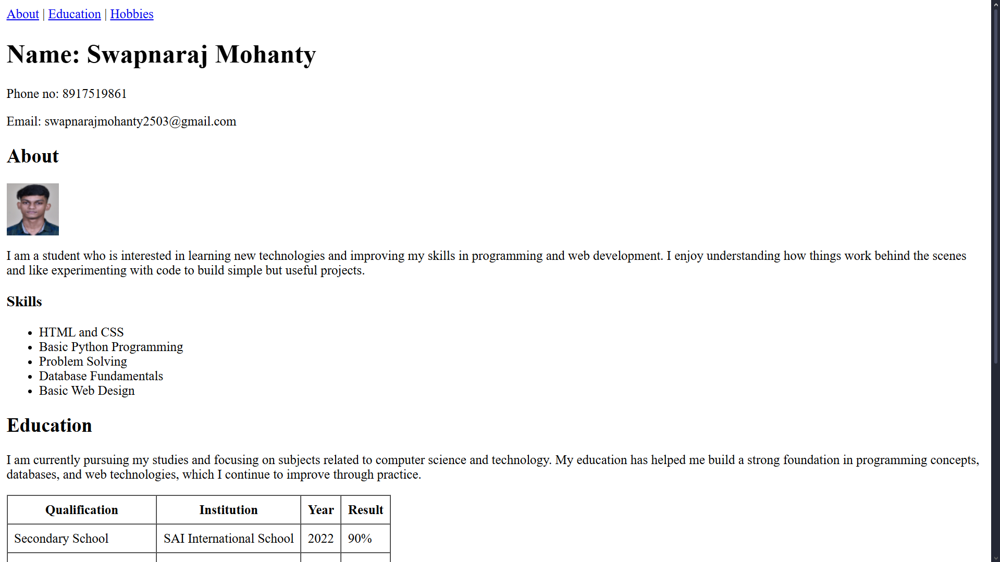 About | Education | Hobbies
Name: Swapnaraj Mohanty
Phone no: 8917519861
Email: swapnarajmohanty2503@gmail.com
About
I am a student who is interested in learning new technologies and improving my skills in programming and web development. I enjoy understanding how things work behind the scenes
and like experimenting with code to build simple but useful projects.
Skills
• HTML and CSS
• Basic Python Programming
• Problem Solving
• Database Fundamentals
• Basic Web Design
Education
I am currently pursuing my studies and focusing on subjects related to computer science and technology. My education has helped me build a strong foundation in programming concepts,
databases, and web technologies, which I continue to improve through practice.
Qualification Institution Year Result
Secondary School SAI International School 2022 90%